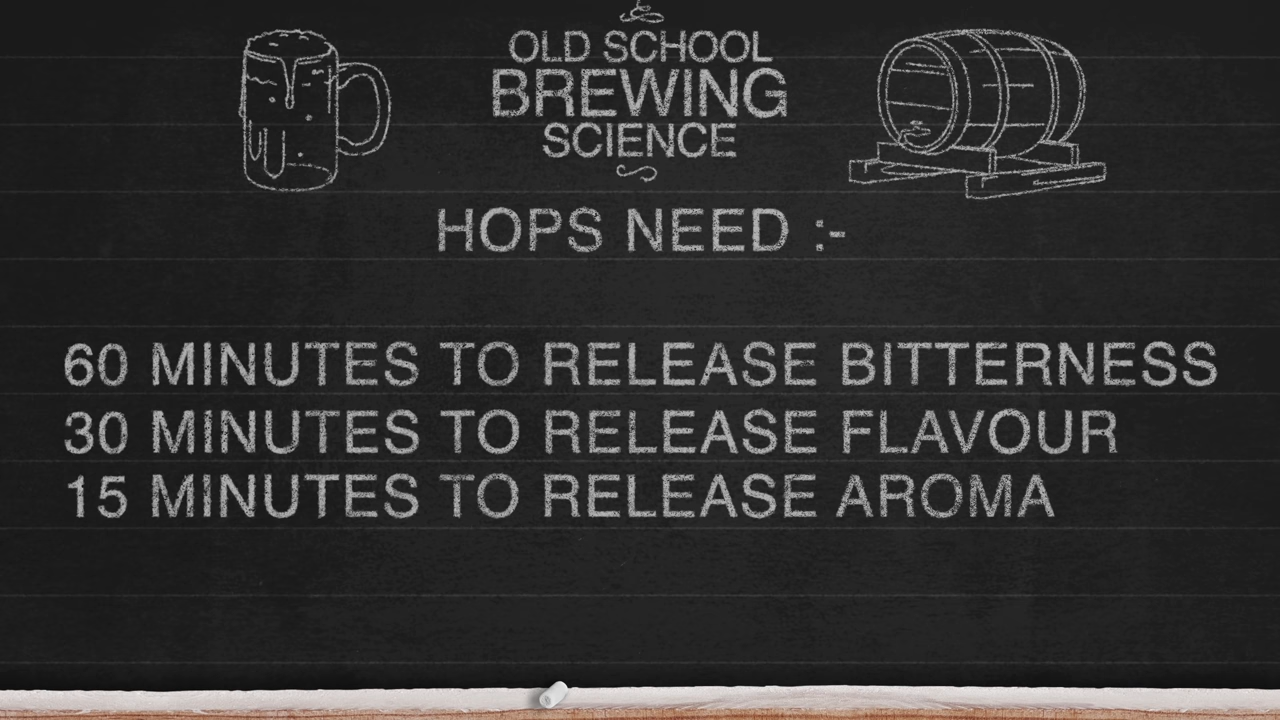 OLD SCHOOL
BREWING
SCIENCE
HOPS NEED :-
60 MINUTES TO RELEASE BITTERNESS
30 MINUTES TO RELEASE FLAVOUR
15 MINUTES TO RELEASE AROMA